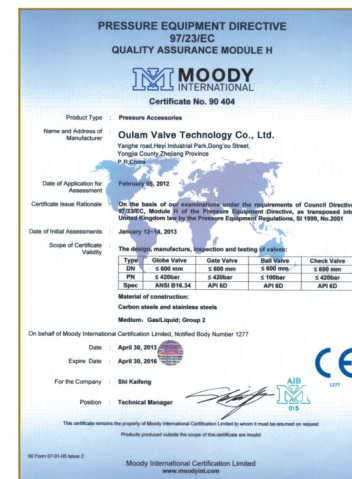 PRESSURE EQUIPMENT DIRECTIVE
97/23/EC
QUALITY ASSURANCE MODULE H
MOODY
INTERNATIONAL
Certificate No. 90 404
Product Type : Pressure Accessories
Name and Address of Manufacturer : Oulam Valve Technology Co., Ltd.
Yanghe road,Heyi Industrial Park,Dong'ou Street,
Yongjia County Zhejiang Province
P.R.China
Date of Application for Assessment : February 05, 2012
Certificate Issue Rationale : On the basis of our examinations under the requirements of Council Directive
97/23/EC, Module H of the Pressure Equipment Directive, as transposed into
United Kingdom law by the Pressure Equipment Regulations, SI 1999, No.2001
Date of Initial Assessments : January 12~14, 2013
Scope of Certificate Validity : The design, manufacture, inspection and testing of valves:
Type Globe Valve Gate Valve Ball Valve Check Valve
DN ≤ 600 mm ≤ 600 mm ≤ 600 mm ≤ 600 mm
PN ≤ 420bar ≤ 420bar ≤ 100bar ≤ 420bar
Spec ANSI B16.34 API 6D API 6D API 6D
Material of construction:
Carbon steels and stainless steels
Medium: Gas/Liquid; Group 2
On behalf of Moody International Certification Limited, Notified Body Number 1277
Date : April 30, 2013
Expire Date : April 30, 2016
For the Company : Shi Kaifeng
Position : Technical Manager
CE
1277
AIB
015
This certificate remains the property of Moody International Certification Limited to whom it must be returned on request
Products produced outside the scope of this certificate are invalid
90 Form 07-01-05 Issue 2
Moody International Certification Limited
www.moodyint.com